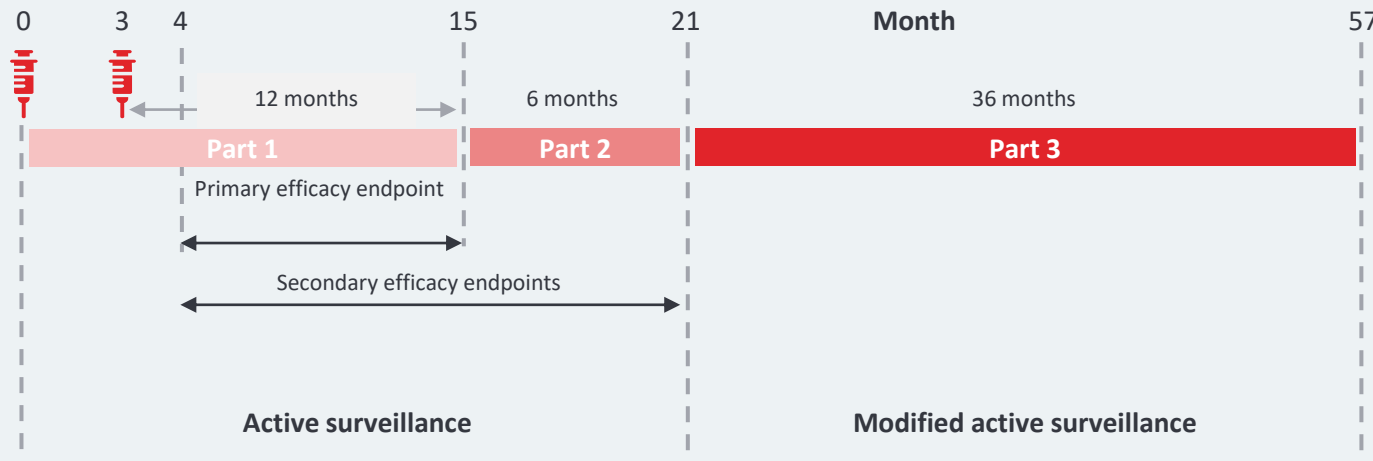 0 3 4 15 21 Month 57
12 months 6 months 36 months
Part 1 Part 2 Part 3
Primary efficacy endpoint
Secondary efficacy endpoints
Active surveillance Modified active surveillance